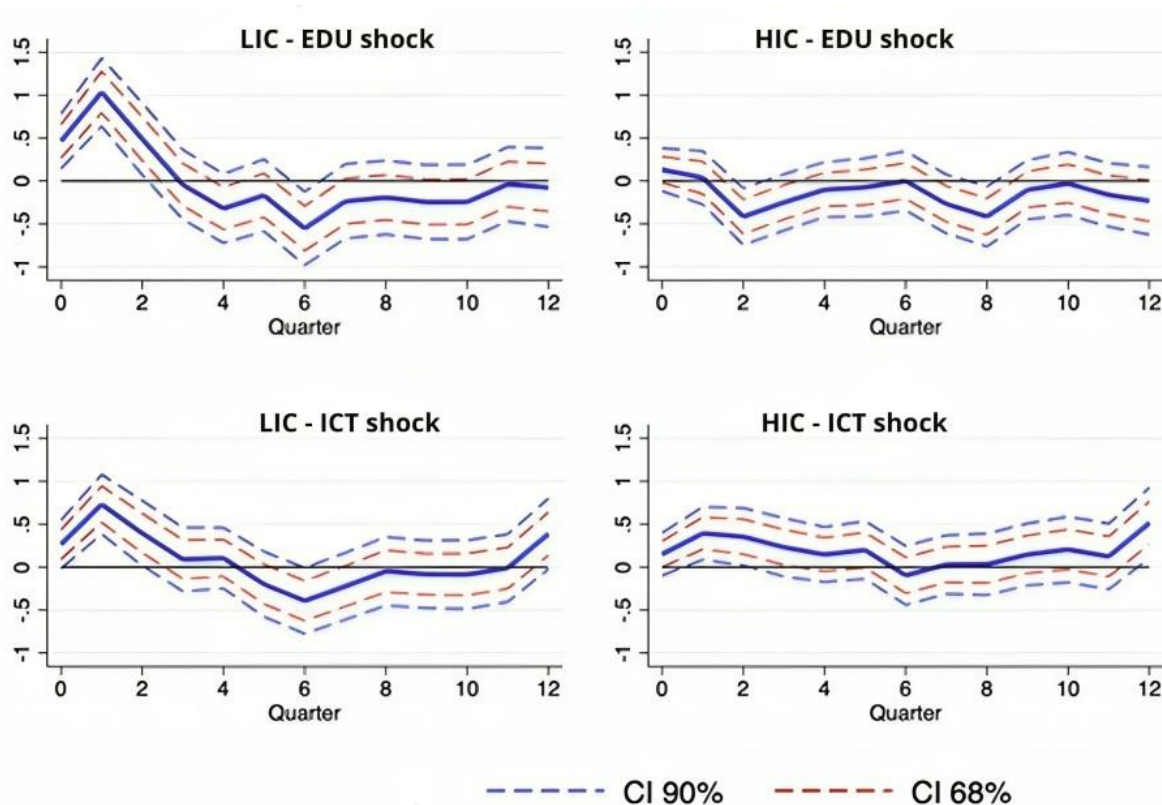 LIC - EDU shock
1.5
1
.5
0
-.5
-1
0 2 4 6 8 10 12
Quarter
HIC - EDU shock
1.5
1
.5
0
-.5
-1
0 2 4 6 8 10 12
Quarter
LIC - ICT shock
1.5
1
.5
0
-.5
-1
0 2 4 6 8 10 12
Quarter
HIC - ICT shock
1.5
1
.5
0
-.5
-1
0 2 4 6 8 10 12
Quarter
CI 90% CI 68%